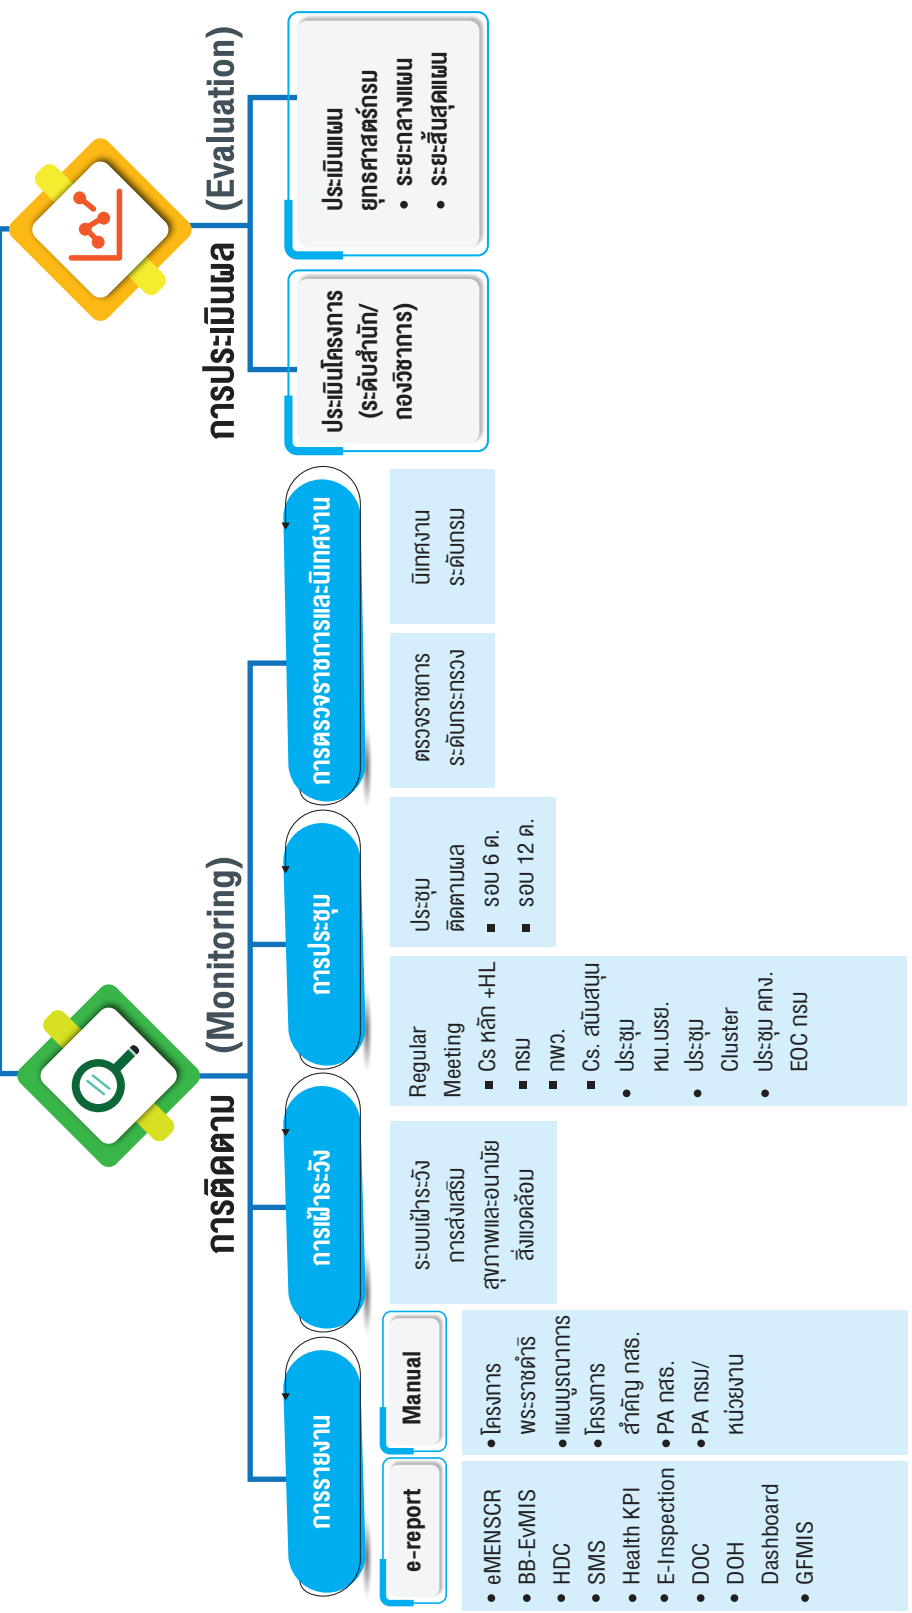 การติดตาม (Monitoring)
การรายงาน
e-report
• eMENSCR
• BB-EvMIS
• HDC
• SMS
• Health KPI
• E-Inspection
• DOC
• DOH
Dashboard
• GFMIS
Manual
• โครงการ
พระราชดำริ
• แผนบูรณาการ
• โครงการ
สำคัญ กสธ.
• PA กสธ.
• PA กรม/
หน่วยงาน
การเฝ้าระวัง
ระบบเฝ้าระวัง
การส่งเสริม
สุขภาพและอนามัย
สิ่งแวดล้อม
การประชุม
Regular
Meeting
▪ Cs หลัก +HL
▪ กรม
▪ กพว.
▪ Cs. สนับสนุน
• ประชุม
หน.บรย.
• ประชุม
Cluster
• ประชุม คทง.
EOC กรม
ประชุม
ติดตามผล
▪ รอบ 6 ด.
▪ รอบ 12 ด.
การตรวจราชการและนิเทศงาน
ตรวจราชการ
ระดับกระทรวง
นิเทศงาน
ระดับกรม
การประเมินผล (Evaluation)
ประเมินโครงการ
(ระดับสำนัก/
กองวิชาการ)
ประเมินแผน
ยุทธศาสตร์กรม
• ระยะกลางแผน
• ระยะสิ้นสุดแผน